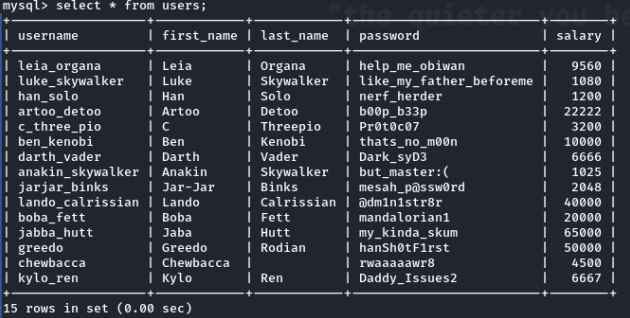 mysql> select * from users;
"the quieter you be
+-------------------+------------+------------+-------------------------+--------+
| username | first_name | last_name | password | salary |
+-------------------+------------+------------+-------------------------+--------+
| leia_organa | Leia | Organa | help_me_obiwan | 9560 |
| luke_skywalker | Luke | Skywalker | like_my_father_beforeme | 1080 |
| han_solo | Han | Solo | nerf_herder | 1200 |
| artoo_detoo | Artoo | Detoo | b00p_b33p | 22222 |
| c_three_pio | C | Threepio | Pr0t0c07 | 3200 |
| ben_kenobi | Ben | Kenobi | thats_no_m00n | 10000 |
| darth_vader | Darth | Vader | Dark_syD3 | 6666 |
| anakin_skywalker | Anakin | Skywalker | but_master:( | 1025 |
| jarjar_binks | Jar-Jar | Binks | mesah_p@ssw0rd | 2048 |
| lando_calrissian | Lando | Calrissian | @dm1n1str8r | 40000 |
| boba_fett | Boba | Fett | mandalorian1 | 20000 |
| jabba_hutt | Jaba | Hutt | my_kinda_skum | 65000 |
| greedo | Greedo | Rodian | hanSh0tF1rst | 50000 |
| chewbacca | Chewbacca | | rwaaaaawr8 | 4500 |
| kylo_ren | Kylo | Ren | Daddy_Issues2 | 6667 |
+-------------------+------------+------------+-------------------------+--------+
15 rows in set (0.00 sec)